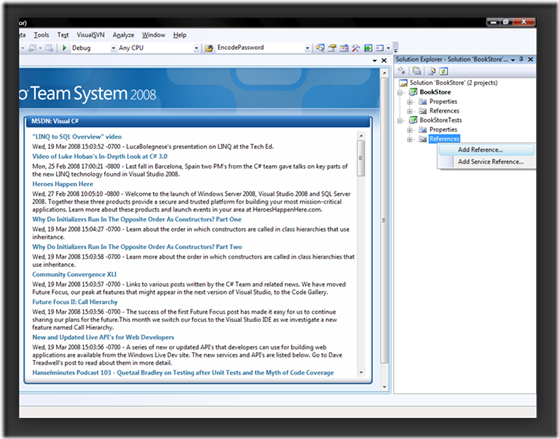 ore)
ata Tools Test VisualSVN Analyze Window Help
Debug Any CPU EncodePassword
Solution Explorer - Solution 'BookStore'...
Solution 'BookStore' (2 projects)
BookStore
Properties
References
BookStoreTests
Properties
References
Add Reference...
Add Service Reference...
o Team System 2008
MSDN: Visual C#
"LINQ to SQL Overview" video
Wed, 19 Mar 2008 15:03:52 -0700 - LucaBolegnese's presentation on LINQ at the Tech Ed.
Video of Luke Hoban's In-Depth Look at C# 3.0
Mon, 25 Feb 2008 17:00:21 -0800 - Last fall in Barcelona, Spain two PM's from the C# team gave talks on key parts of
the new LINQ technology found in Visual Studio 2008.
Heroes Happen Here
Wed, 27 Feb 2008 10:05:10 -0800 - Welcome to the launch of Windows Server 2008, Visual Studio 2008 and SQL Server
2008. Together these three products provide a secure and trusted platform for building your most-critical
applications. Learn more about these products and launch events in your area at HeroesHappenHere.com.
Why Do Initializers Run In The Opposite Order As Constructors? Part One
Wed, 19 Mar 2008 15:04:27 -0700 - Learn about the order in which constructors are called in class hierarchies that use
inheritance.
Why Do Initializers Run In The Opposite Order As Constructors? Part Two
Wed, 19 Mar 2008 15:03:58 -0700 - Learn more about the order in which constructors are called in class hierarchies that use
inheritance.
Community Convergence XLI
Wed, 19 Mar 2008 15:03:57 -0700 - Links to various posts written by the C# Team and related news. We have moved
Future Focus, our peak at features that might appear in the next version of Visual Studio, to the Code Gallery.
Future Focus II: Call Hierarchy
Wed, 19 Mar 2008 15:03:56 -0700 - The success of the first Future Focus post has made it easy for us to continue
sharing our plans for the future.This month we switch our focus to the Visual Studio IDE as we investigate a new
feature named Call Hierarchy.
New and Updated Live API's for Web Developers
Wed, 19 Mar 2008 15:03:56 -0700 - A series of new or updated API's that developers can use for building web
applications are available from the Windows Live Dev site. The new services and API's are listed below. Go to Dave
Treadwell's post to read about them in more detail.
Hanselminutes Podcast 103 - Quetzal Bradley on Testing after Unit Tests and the Myth of Code Coverage